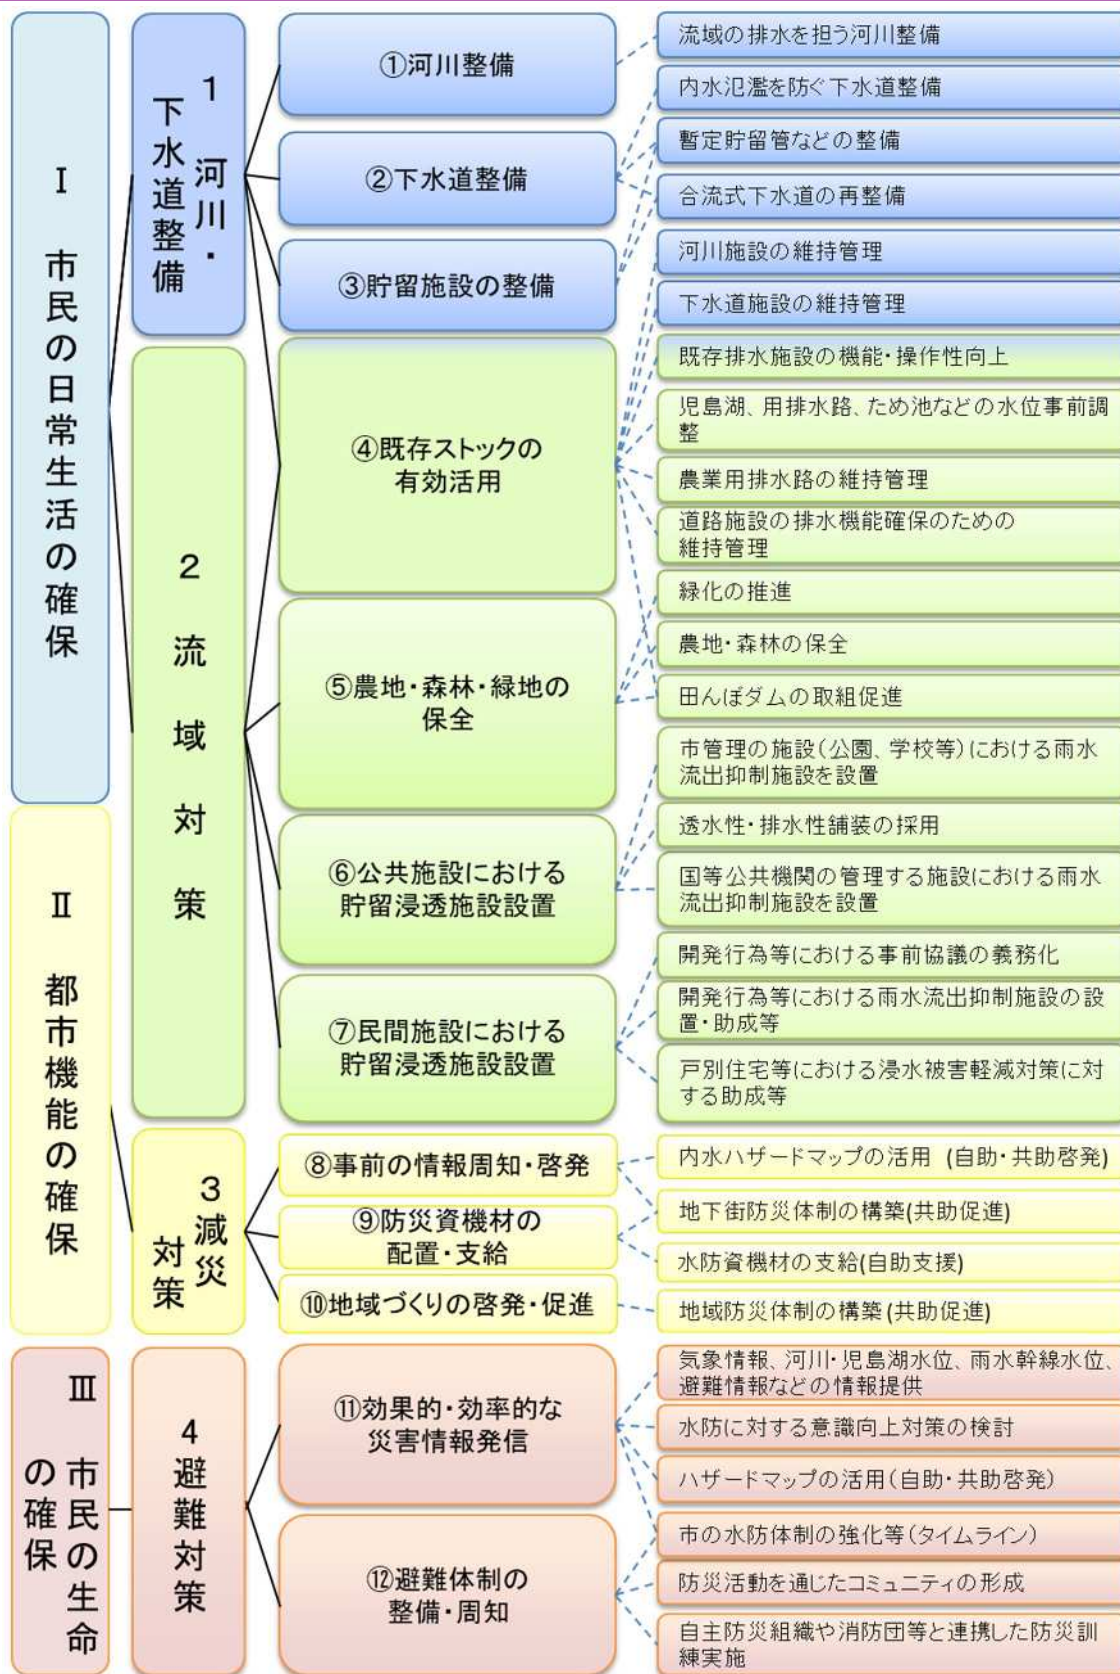 Ⅰ　市民の日常生活の確保
Ⅱ　都市機能の確保
Ⅲ　市民の生命
の確保
1　河川・
下水道整備
2　流域対策
3減災
対策
4避難対策
①河川整備
②下水道整備
③貯留施設の整備
④既存ストックの
有効活用
⑤農地・森林・緑地の
保全
⑥公共施設における
貯留浸透施設設置
⑦民間施設における
貯留浸透施設設置
⑧事前の情報周知・啓発
⑨防災資機材の
配置・支給
⑩地域づくりの啓発・促進
⑪効果的・効率的な
災害情報発信
⑫避難体制の
整備・周知
流域の排水を担う河川整備
内水氾濫を防ぐ下水道整備
暫定貯留管などの整備
合流式下水道の再整備
河川施設の維持管理
下水道施設の維持管理
既存排水施設の機能・操作性向上
児島湖、用排水路、ため池などの水位事前調
整
農業用排水路の維持管理
道路施設の排水機能確保のための
維持管理
緑化の推進
農地・森林の保全
田んぼダムの取組促進
市管理の施設（公園、学校等）における雨水
流出抑制施設を設置
透水性・排水性舗装の採用
国等公共機関の管理する施設における雨水
流出抑制施設を設置
開発行為等における事前協議の義務化
開発行為等における雨水流出抑制施設の設
置・助成等
戸別住宅等における浸水被害軽減対策に対
する助成等
内水ハザードマップの活用 (自助・共助啓発)
地下街防災体制の構築(共助促進)
水防資機材の支給(自助支援)
地域防災体制の構築(共助促進)
気象情報、河川・児島湖水位、雨水幹線水位、
避難情報などの情報提供
水防に対する意識向上対策の検討
ハザードマップの活用（自助・共助啓発）
市の水防体制の強化等（タイムライン）
防災活動を通じたコミュニティの形成
自主防災組織や消防団等と連携した防災訓
練実施